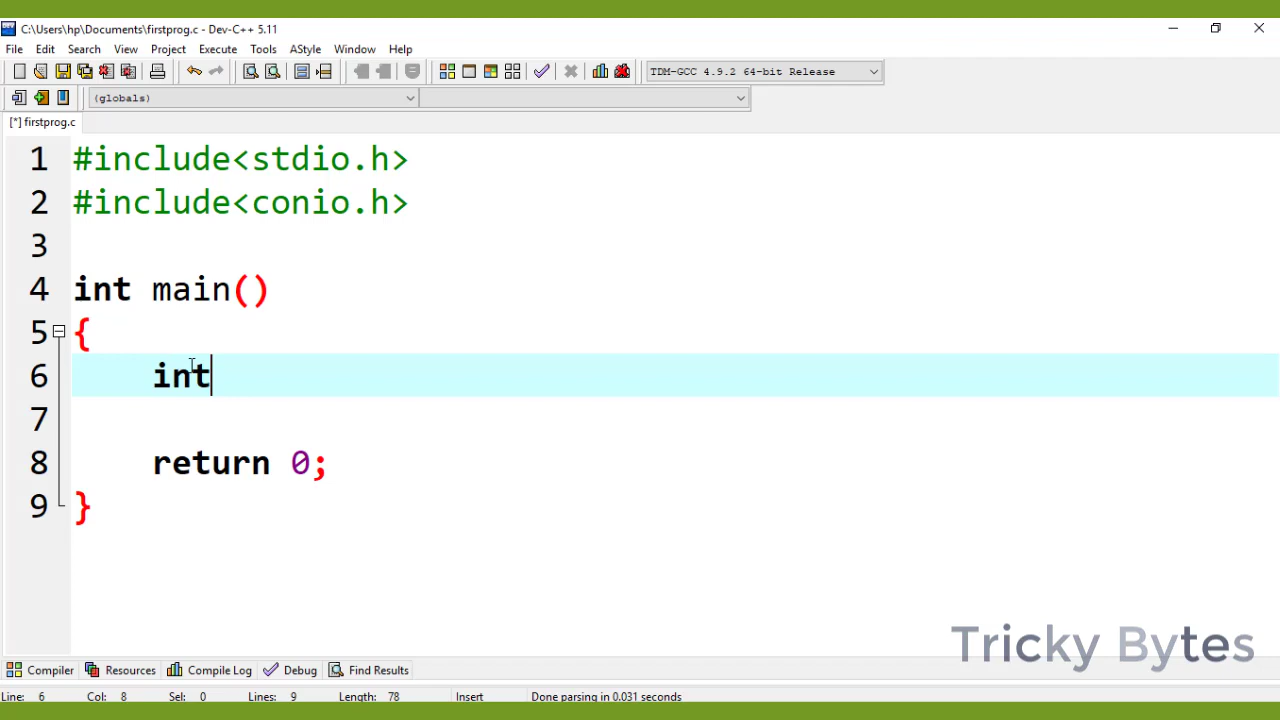 C:\Users\hp\Documents\firstprog.c - Dev-C++ 5.11
File Edit Search View Project Execute Tools AStyle Window Help
TDM-GCC 4.9.2 64-bit Release
(globals)
[*] firstprog.c
1 #include<stdio.h>
2 #include<conio.h>
3
4 int main()
5 {
6 int
7
8 return 0;
9 }
Tricky Bytes
Compiler Resources Compile Log Debug Find Results
Line: 6 Col: 8 Sel: 0 Lines: 9 Length: 78 Insert Done parsing in 0.031 seconds